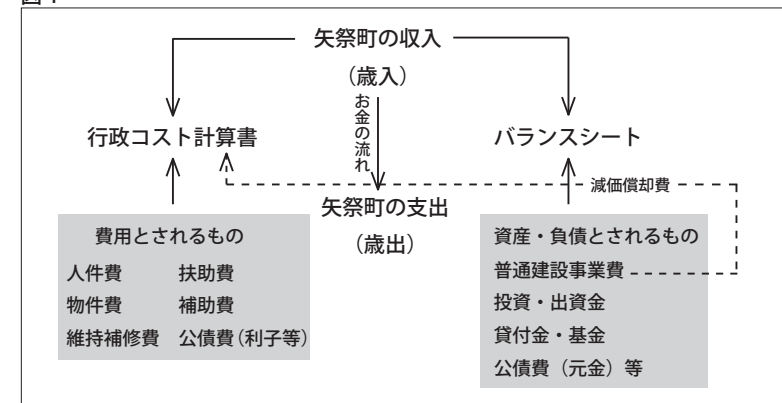 矢祭町の収入
(歳入)
お金の流れ
行政コスト計算書
バランスシート
減価償却費
矢祭町の支出
(歳出)
費用とされるもの
人件費 扶助費
物件費 補助費
維持補修費 公債費(利子等)
資産・負債とされるもの
普通建設事業費
投資・出資金
貸付金・基金
公債費(元金)等